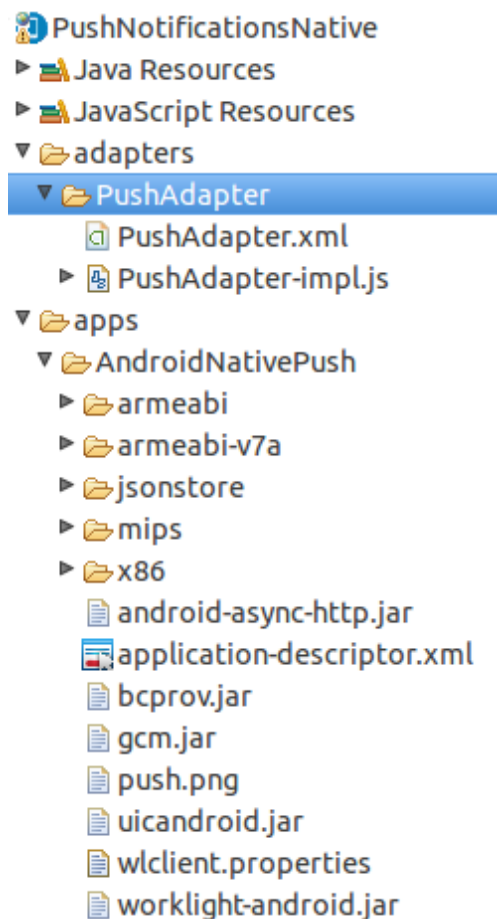 PushNotificationsNative
Java Resources
JavaScript Resources
adapters
PushAdapter
PushAdapter.xml
PushAdapter-impl.js
apps
AndroidNativePush
armeabi
armeabi-v7a
jsonstore
mips
x86
android-async-http.jar
application-descriptor.xml
bcprov.jar
gcm.jar
push.png
uicandroid.jar
wlclient.properties
worklight-android.jar